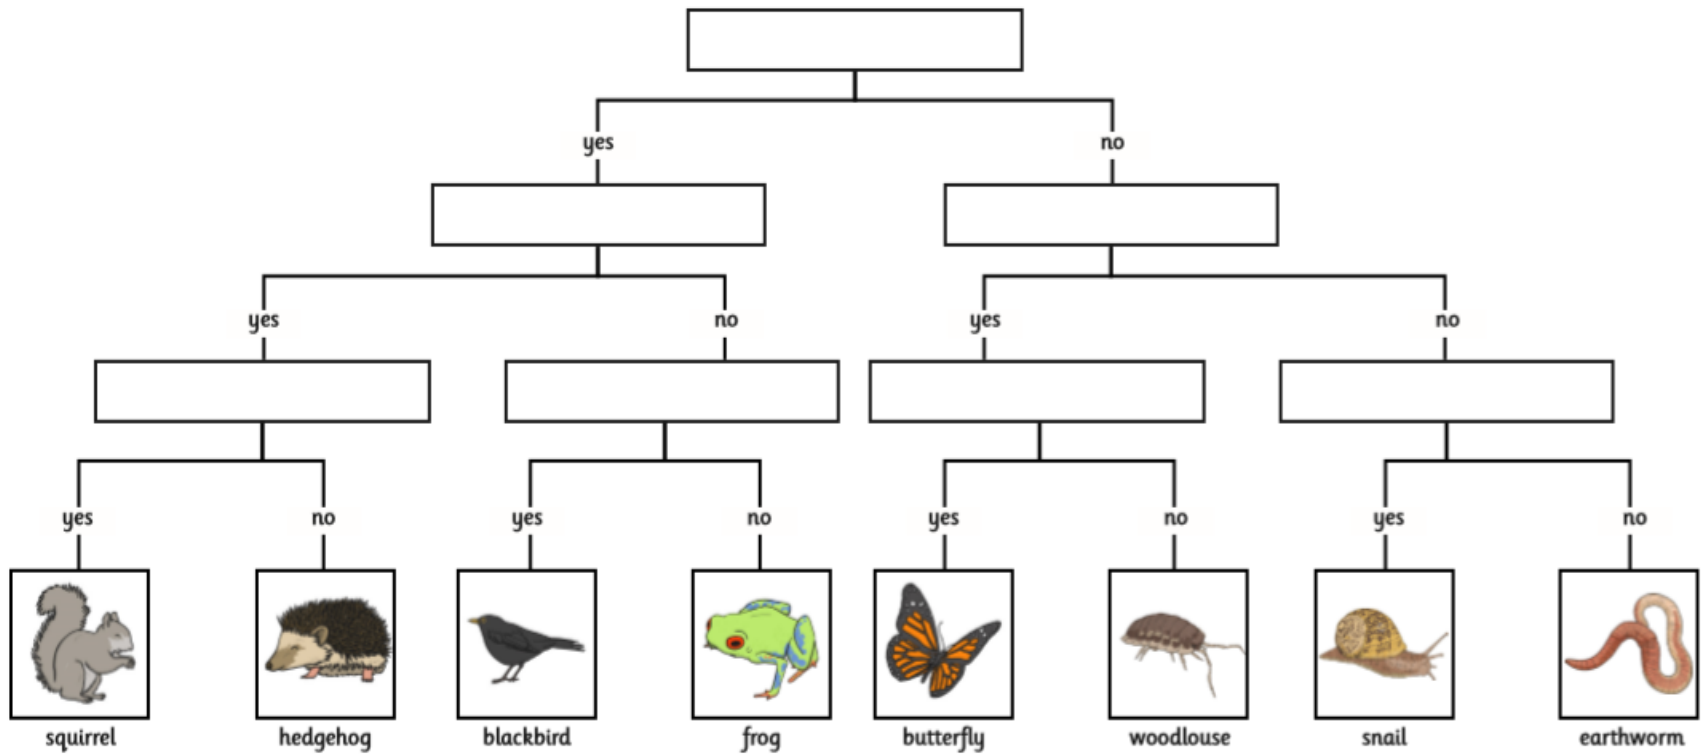 yes
no
yes
no
yes
no
yes
no
yes
no
yes
no
yes
no
squirrel
hedgehog
blackbird
frog
butterfly
woodlouse
snail
earthworm